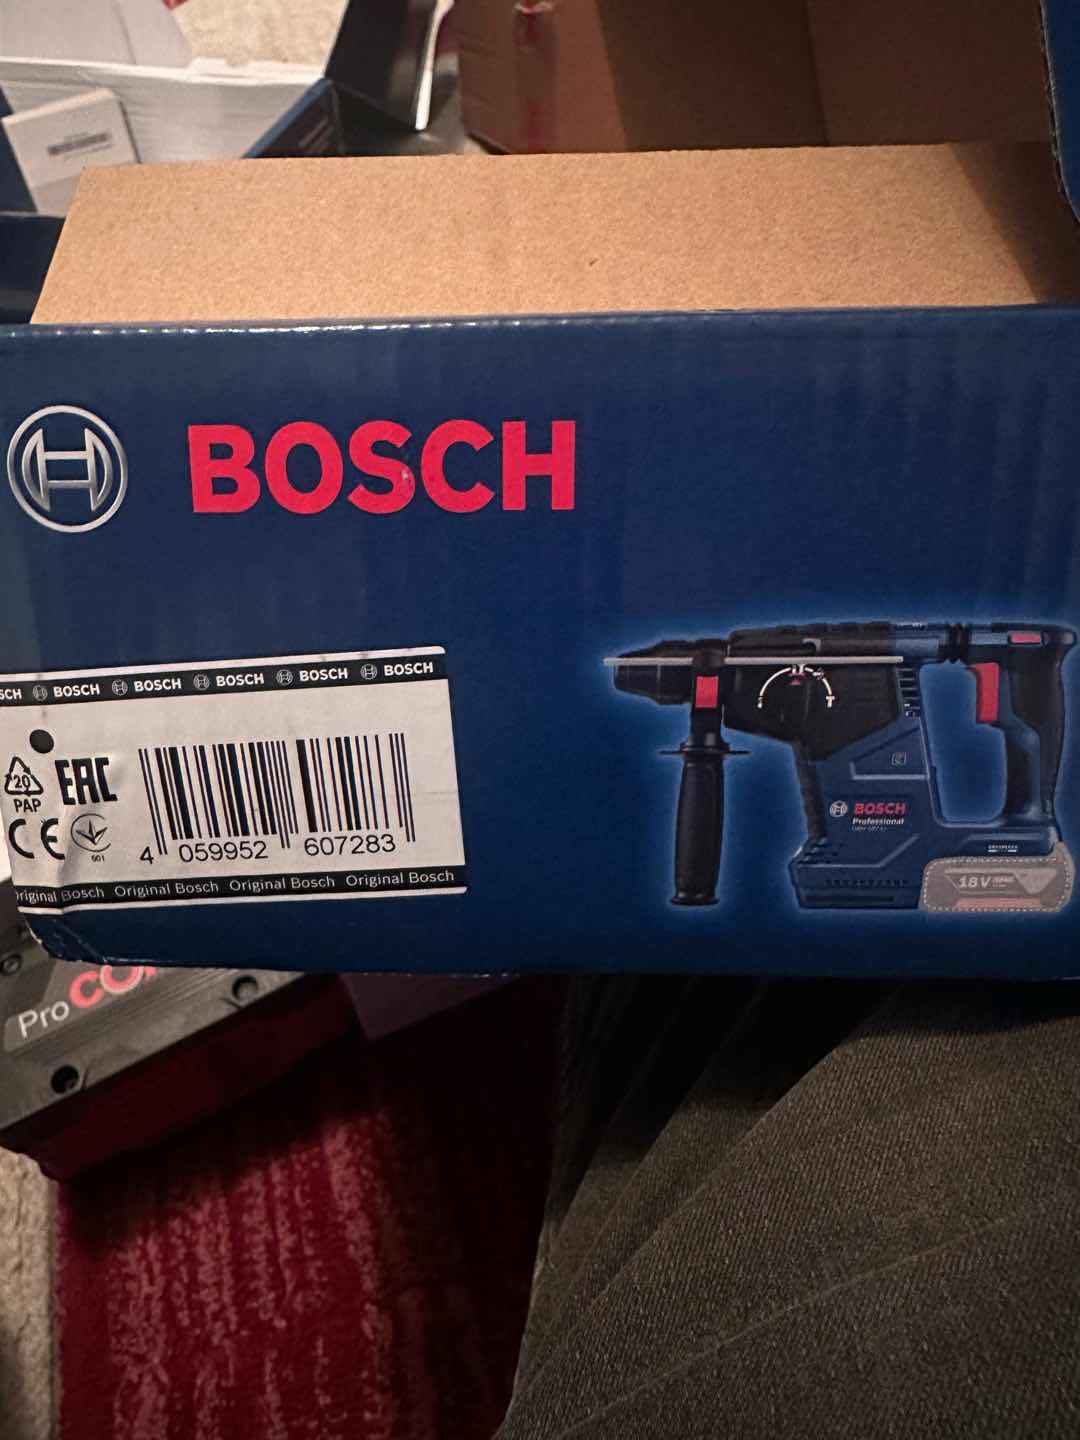 BOSCH
BOSCH BOSCH BOSCH BOSCH BOSCH
20
PAP
EAC
CE
001
4 059952 607283
Original Bosch Original Bosch Original Bosch Original Bosch
BOSCH
Professional
18V
Pro